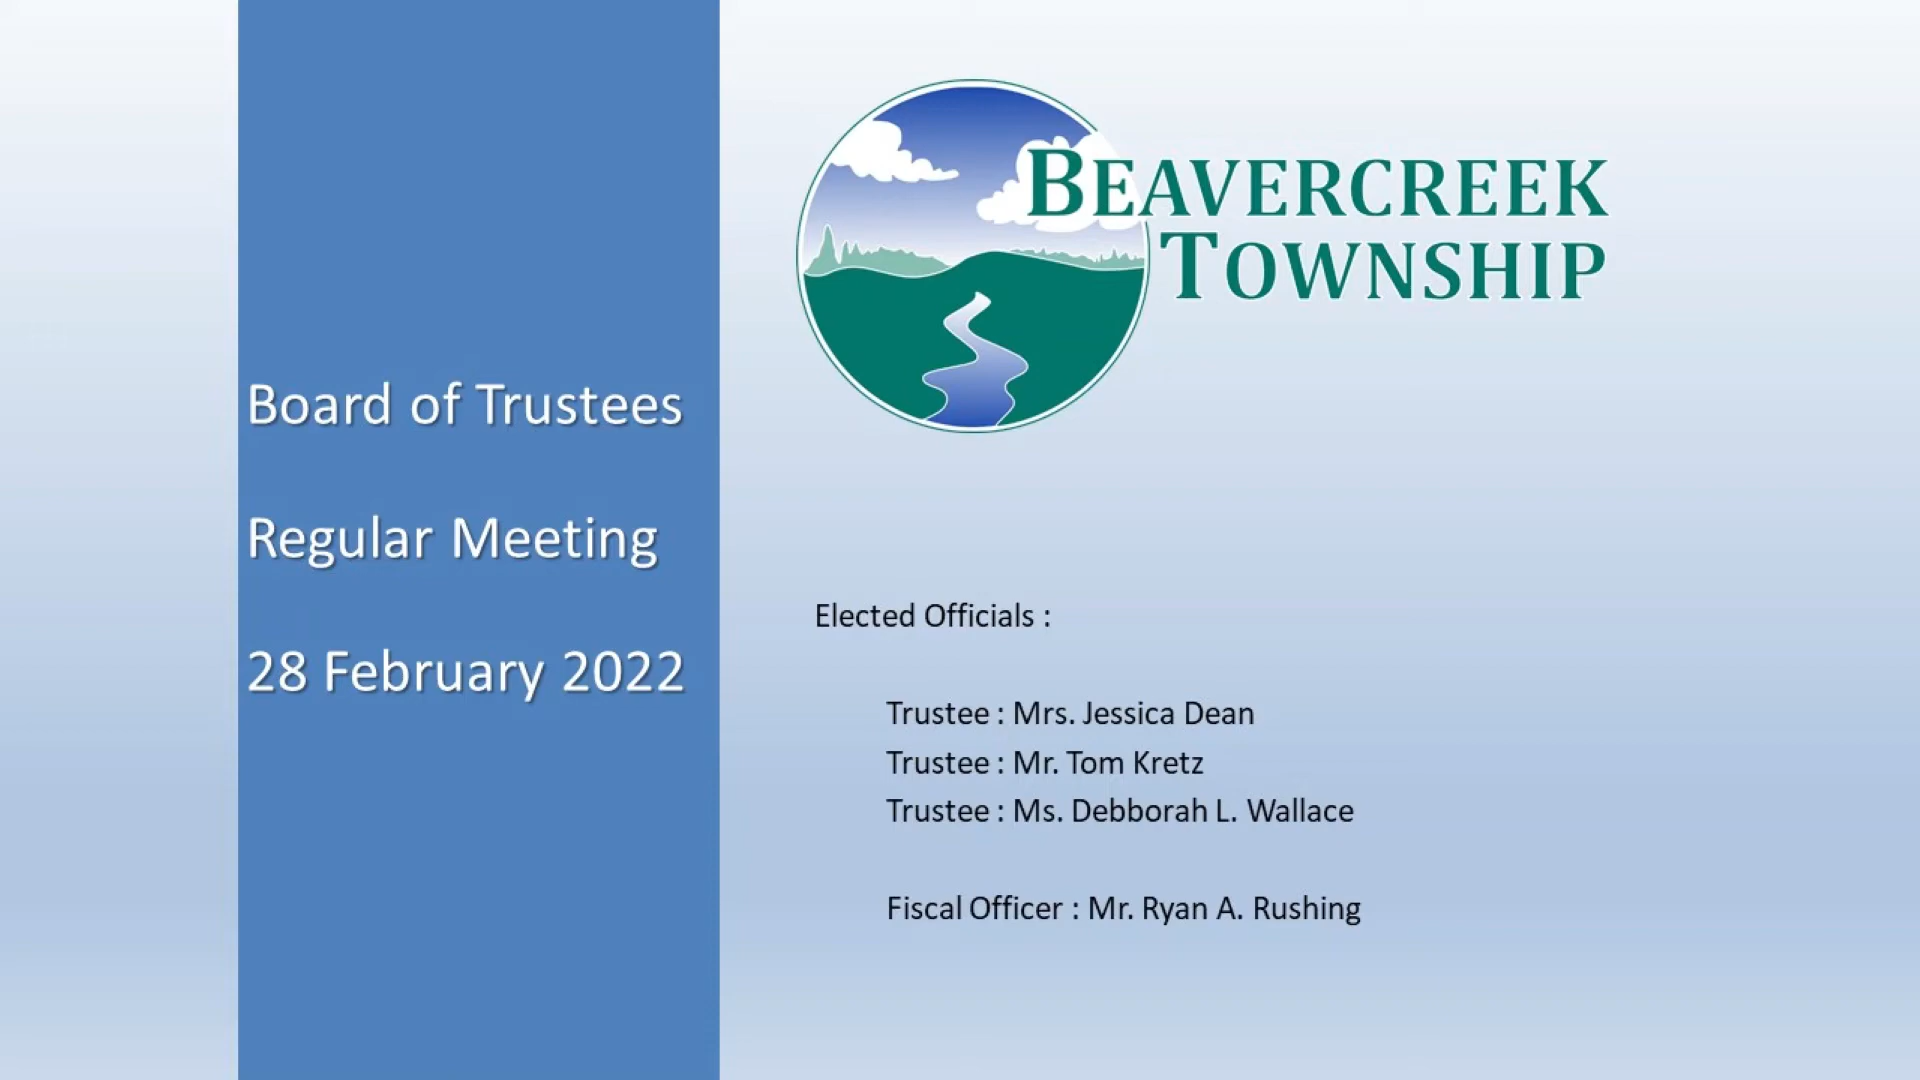 Board of Trustees
Regular Meeting
28 February 2022
BEAVERCREEK
TOWNSHIP
Elected Officials :
Trustee : Mrs. Jessica Dean
Trustee : Mr. Tom Kretz
Trustee : Ms. Debborah L. Wallace
Fiscal Officer : Mr. Ryan A. Rushing